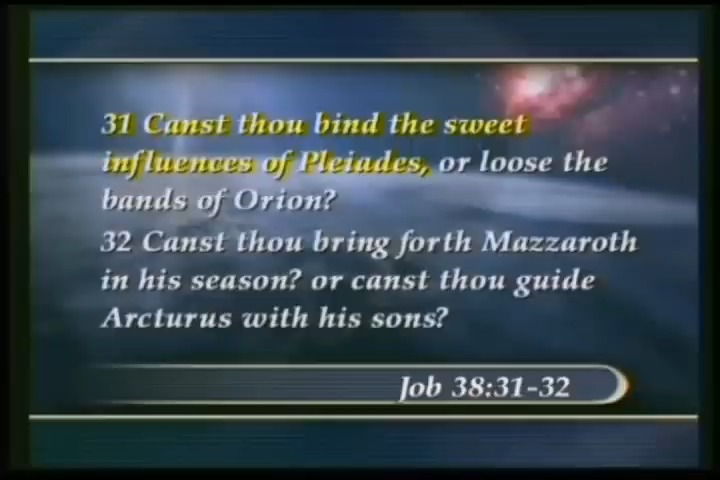 31 Canst thou bind the sweet
influences of Pleiades, or loose the
bands of Orion?
32 Canst thou bring forth Mazzaroth
in his season? or canst thou guide
Arcturus with his sons?
Job 38:31-32